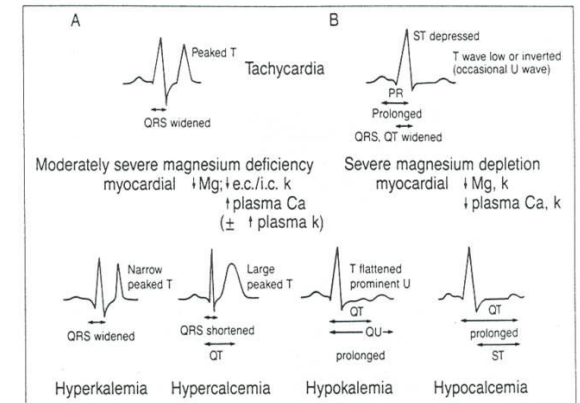 A
B
Peaked T
Tachycardia
QRS widened
ST depressed
T wave low or inverted
(occasional U wave)
PR
Prolonged
QRS, QT widened
Moderately severe magnesium deficiency
myocardial ↓Mg;↓e.c./i.c. k
↑plasma Ca
(± ↑ plasma k)
Severe magnesium depletion
myocardial ↓Mg, k
↓plasma Ca, k
Narrow
peaked T
QRS widened
Hyperkalemia
Large
peaked T
QRS shortened
QT
Hypercalcemia
T flattened
prominent U
QT
QU
prolonged
Hypokalemia
QT
prolonged
ST
Hypocalcemia